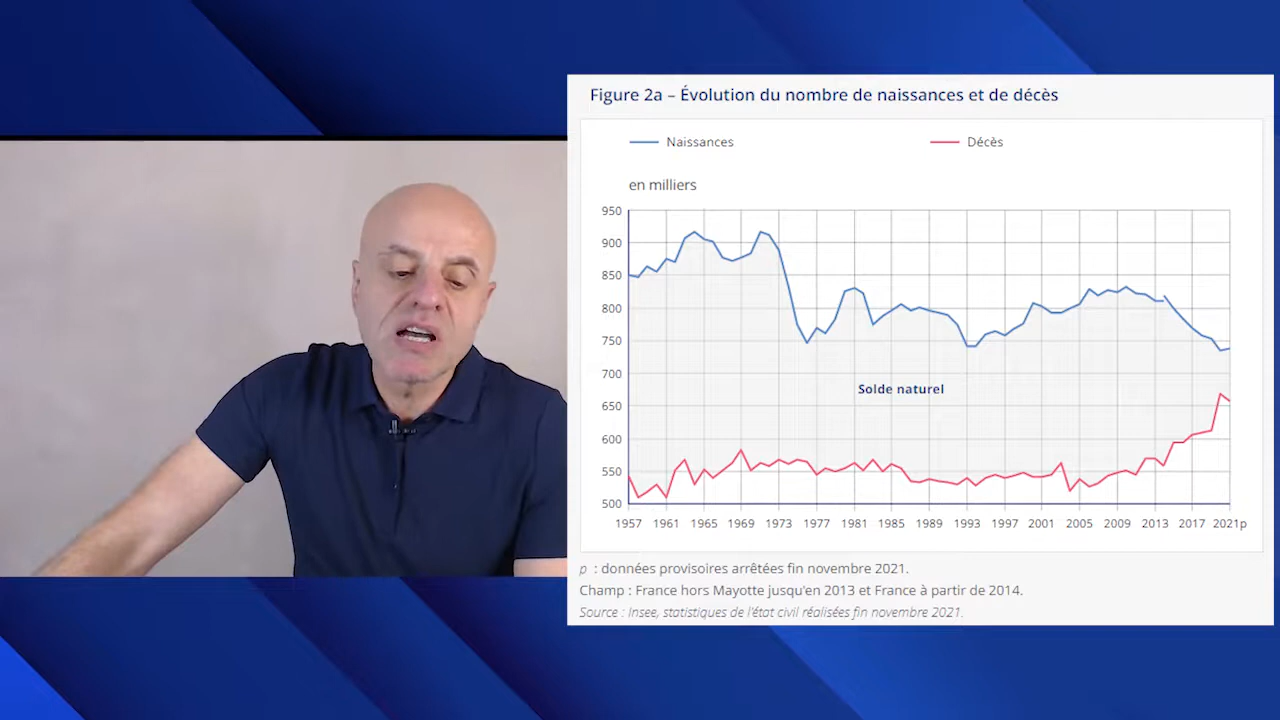 Figure 2a – Évolution du nombre de naissances et de décès
Naissances
Décès
en milliers
950
900
850
800
750
700
650
600
550
500
Solde naturel
1957 1961 1965 1969 1973 1977 1981 1985 1989 1993 1997 2001 2005 2009 2013 2017 2021p
p : données provisoires arrêtées fin novembre 2021.
Champ : France hors Mayotte jusqu'en 2013 et France à partir de 2014.
Source : Insee, statistiques de l'état civil réalisées fin novembre 2021.